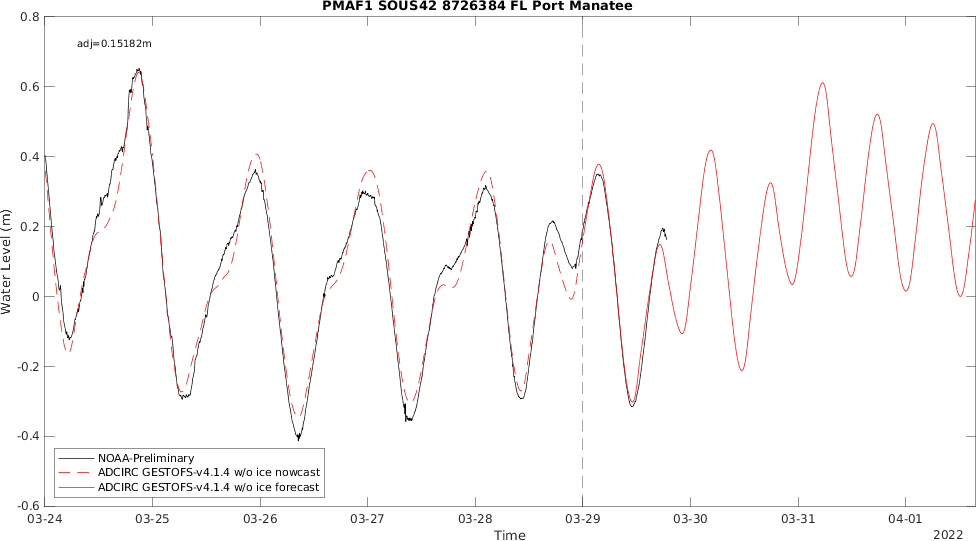 PMAF1 SOUS42 8726384 FL Port Manatee
adj=0.15182m
0.8
0.6
0.4
0.2
0
-0.2
-0.4
-0.6
Water Level (m)
NOAA-Preliminary
ADCIRC GESTOFS-v4.1.4 w/o ice nowcast
ADCIRC GESTOFS-v4.1.4 w/o ice forecast
03-24 03-25 03-26 03-27 03-28 03-29 03-30 03-31 04-01
Time
2022